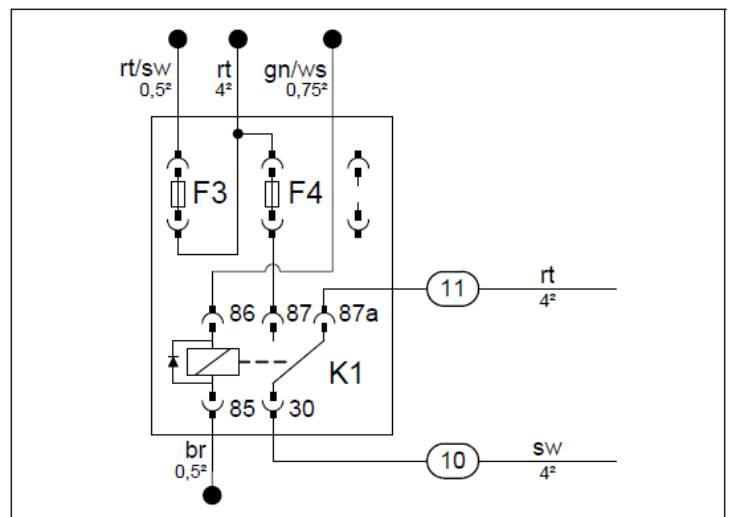 rt/sw
0,5²
rt
4²
gn/ws
0,75²
F3
F4
86
87
87a
11
rt
4²
K1
85
30
br
0,5²
10
sw
4²